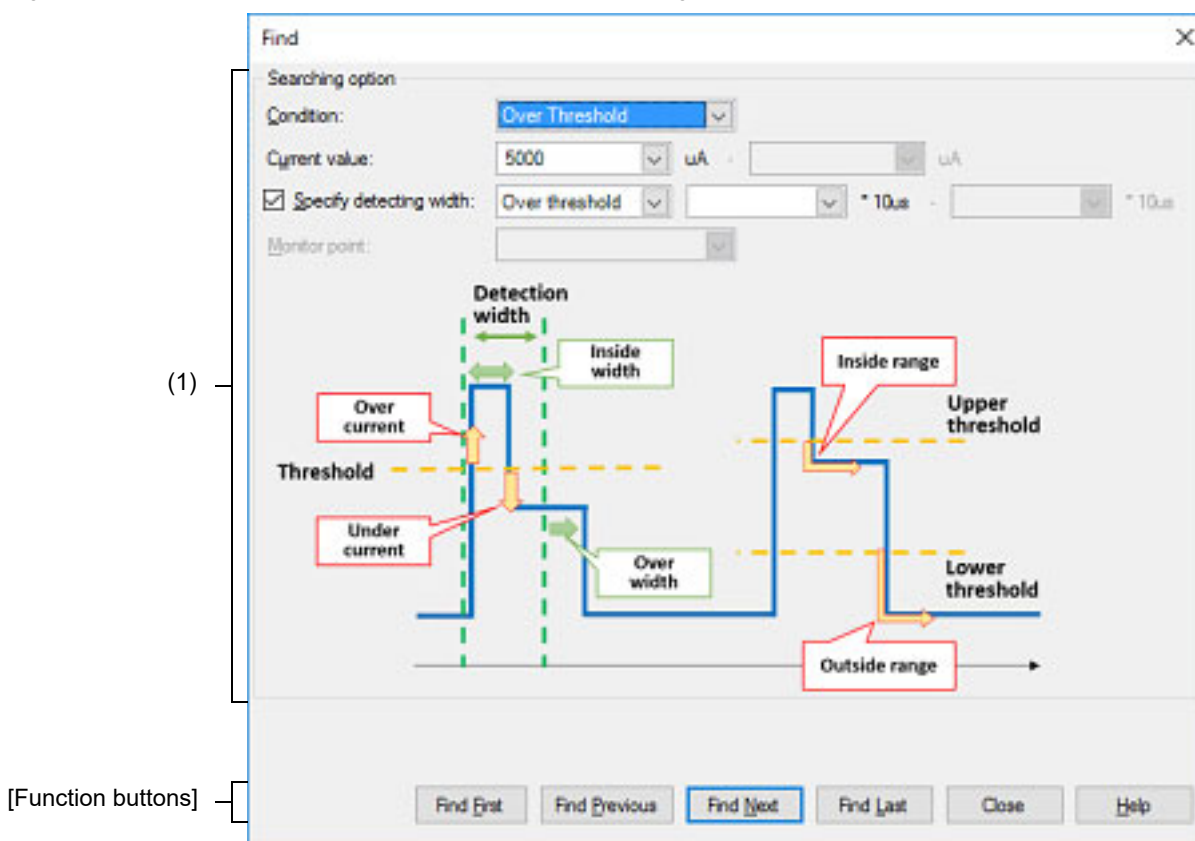 Find
Searching option
Condition: Over Threshold
Current value: 5000 uA - uA
Specify detecting width: Over threshold * 10us - * 10us
Monitor point:
Detection
width
Inside
width
Inside range
(1)
Over
current
Upper
threshold
Threshold
Under
current
Over
width
Lower
threshold
Outside range
[Function buttons]
Find First Find Previous Find Next Find Last Close Help